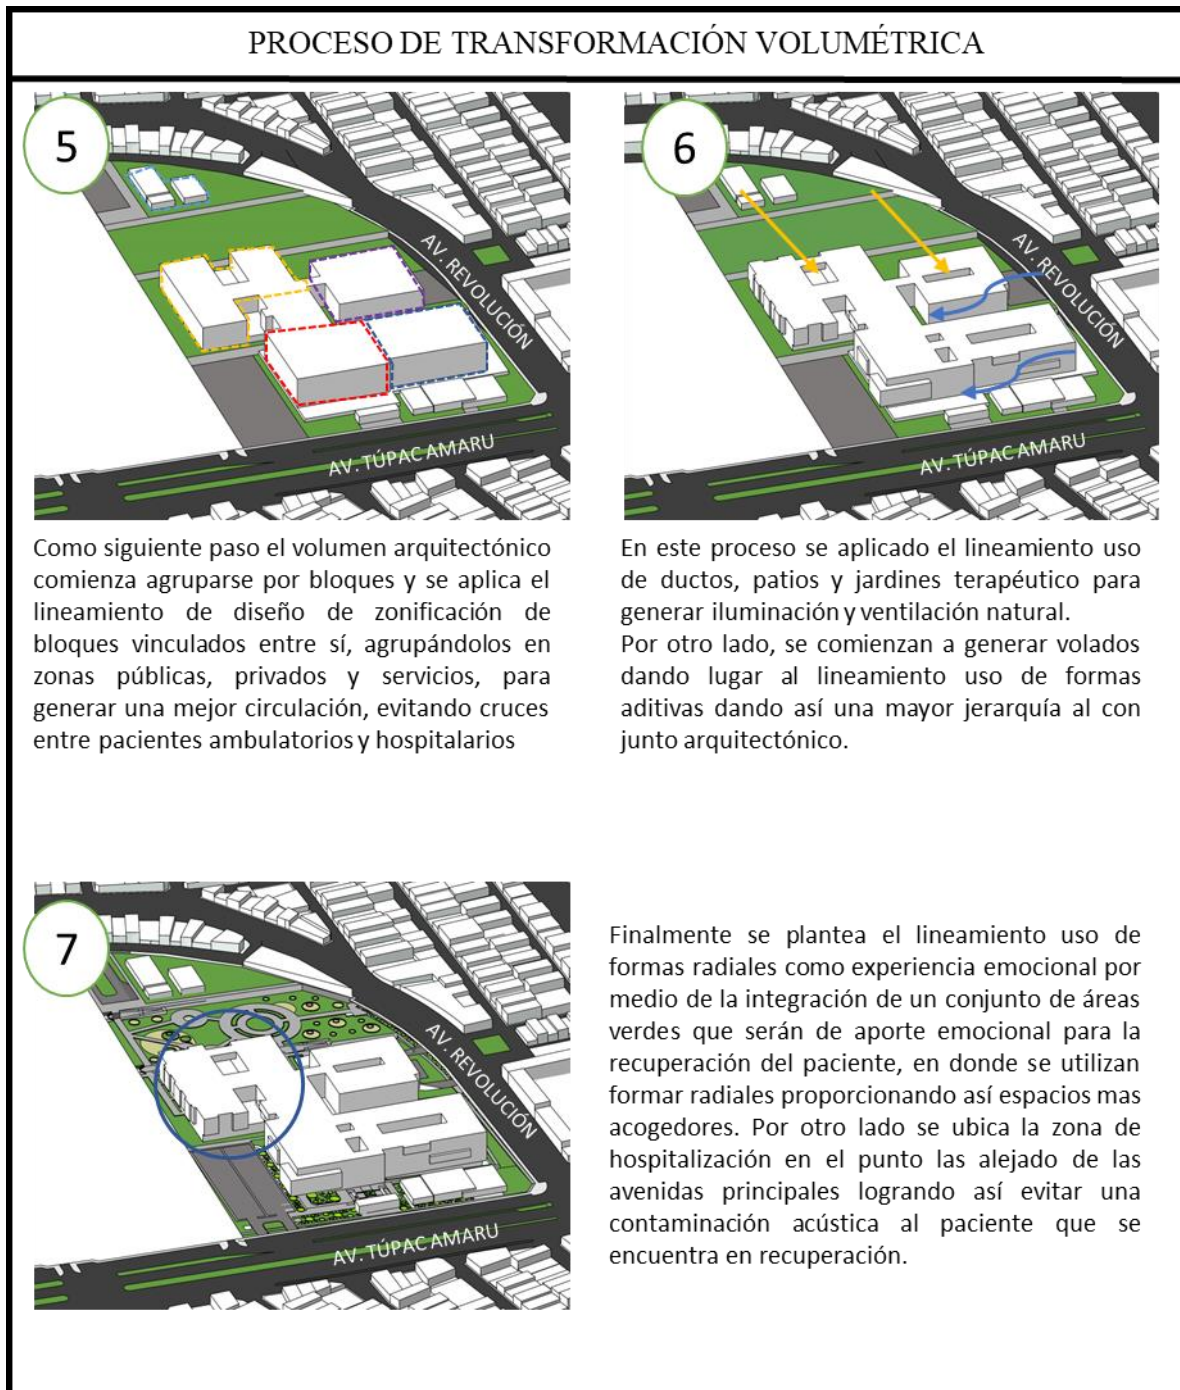 PROCESO DE TRANSFORMACIÓN VOLUMÉTRICA
5
AV. REVOLUCIÓN
AV. TÚPAC AMARU
Como siguiente paso el volumen arquitectónico
comienza agruparse por bloques y se aplica el
lineamiento de diseño de zonificación de
bloques vinculados entre sí, agrupándolos en
zonas públicas, privados y servicios, para
generar una mejor circulación, evitando cruces
entre pacientes ambulatorios y hospitalarios
6
AV. REVOLUCIÓN
AV. TÚPAC AMARU
En este proceso se aplicado el lineamiento uso
de ductos, patios y jardines terapéutico para
generar iluminación y ventilación natural.
Por otro lado, se comienzan a generar volados
dando lugar al lineamiento uso de formas
aditivas dando así una mayor jerarquía al con
junto arquitectónico.
7
AV. REVOLUCIÓN
AV. TÚPAC AMARU
Finalmente se plantea el lineamiento uso de
formas radiales como experiencia emocional por
medio de la integración de un conjunto de áreas
verdes que serán de aporte emocional para la
recuperación del paciente, en donde se utilizan
formar radiales proporcionando así espacios mas
acogedores. Por otro lado se ubica la zona de
hospitalización en el punto las alejado de las
avenidas principales logrando así evitar una
contaminación acústica al paciente que se
encuentra en recuperación.